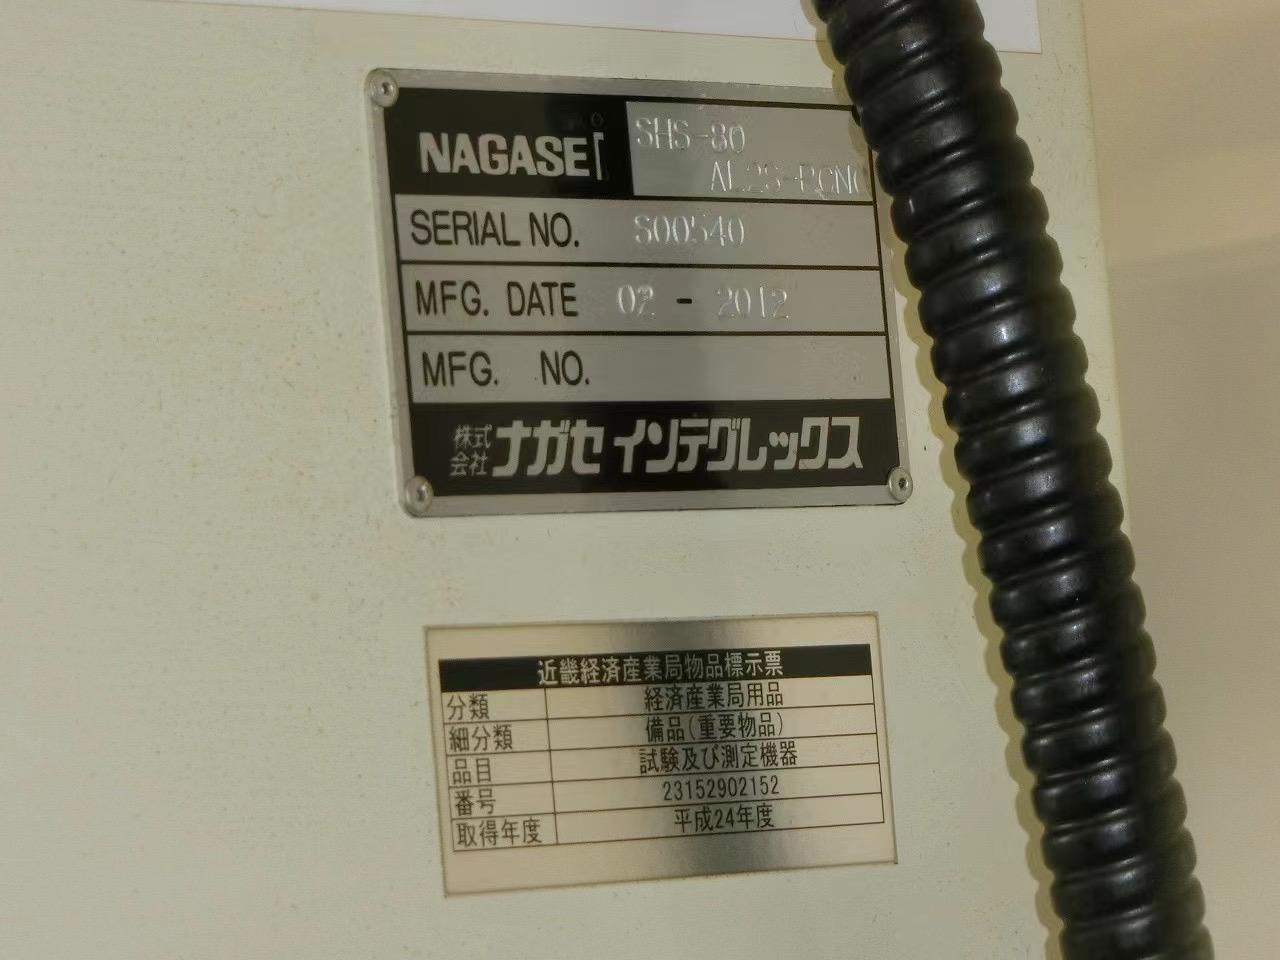 NAGASEi
SHS-80
AL2S-PCNC
SERIAL NO. S00540
MFG. DATE 02 - 2012
MFG. NO.
株式会社 ナガセ インテグレックス
近畿経済産業局物品標示票
分類 経済産業局用品
細分類 備品(重要物品)
品目 試験及び測定機器
番号 23152902152
取得年度 平成24年度